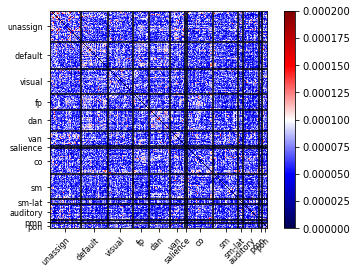 unassign
default
visual
fp
dan
van
salience
co
sm
sm-lat
auditory
pmn
pon
unassign
default
visual
fp
dan
van
salience
co
sm
sm-lat
auditory
pmn
pon
0.000200
0.000175
0.000150
0.000125
0.000100
0.000075
0.000050
0.000025
0.000000